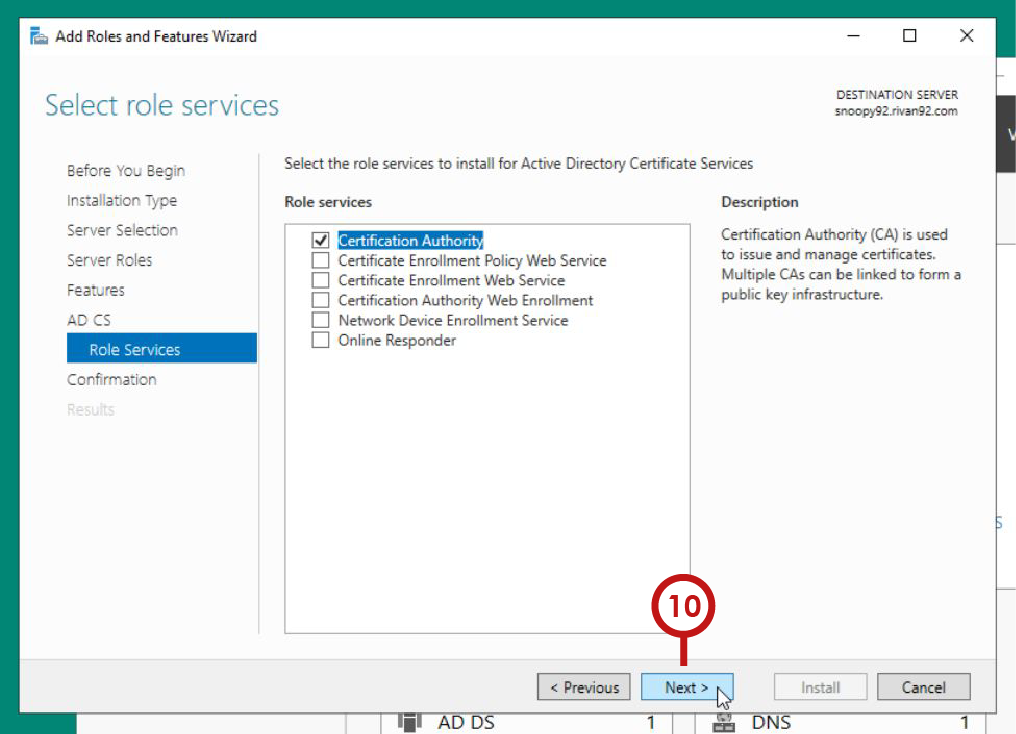 Add Roles and Features Wizard
Select role services
DESTINATION SERVER
snoopy92.rivan92.com
Before You Begin
Installation Type
Server Selection
Server Roles
Features
AD CS
Role Services
Confirmation
Results
Select the role services to install for Active Directory Certificate Services
Role services
Certification Authority
Certificate Enrollment Policy Web Service
Certificate Enrollment Web Service
Certification Authority Web Enrollment
Network Device Enrollment Service
Online Responder
Description
Certification Authority (CA) is used
to issue and manage certificates.
Multiple CAs can be linked to form a
public key infrastructure.
10
< Previous
Next >
Install
Cancel
AD DS 1
DNS 1